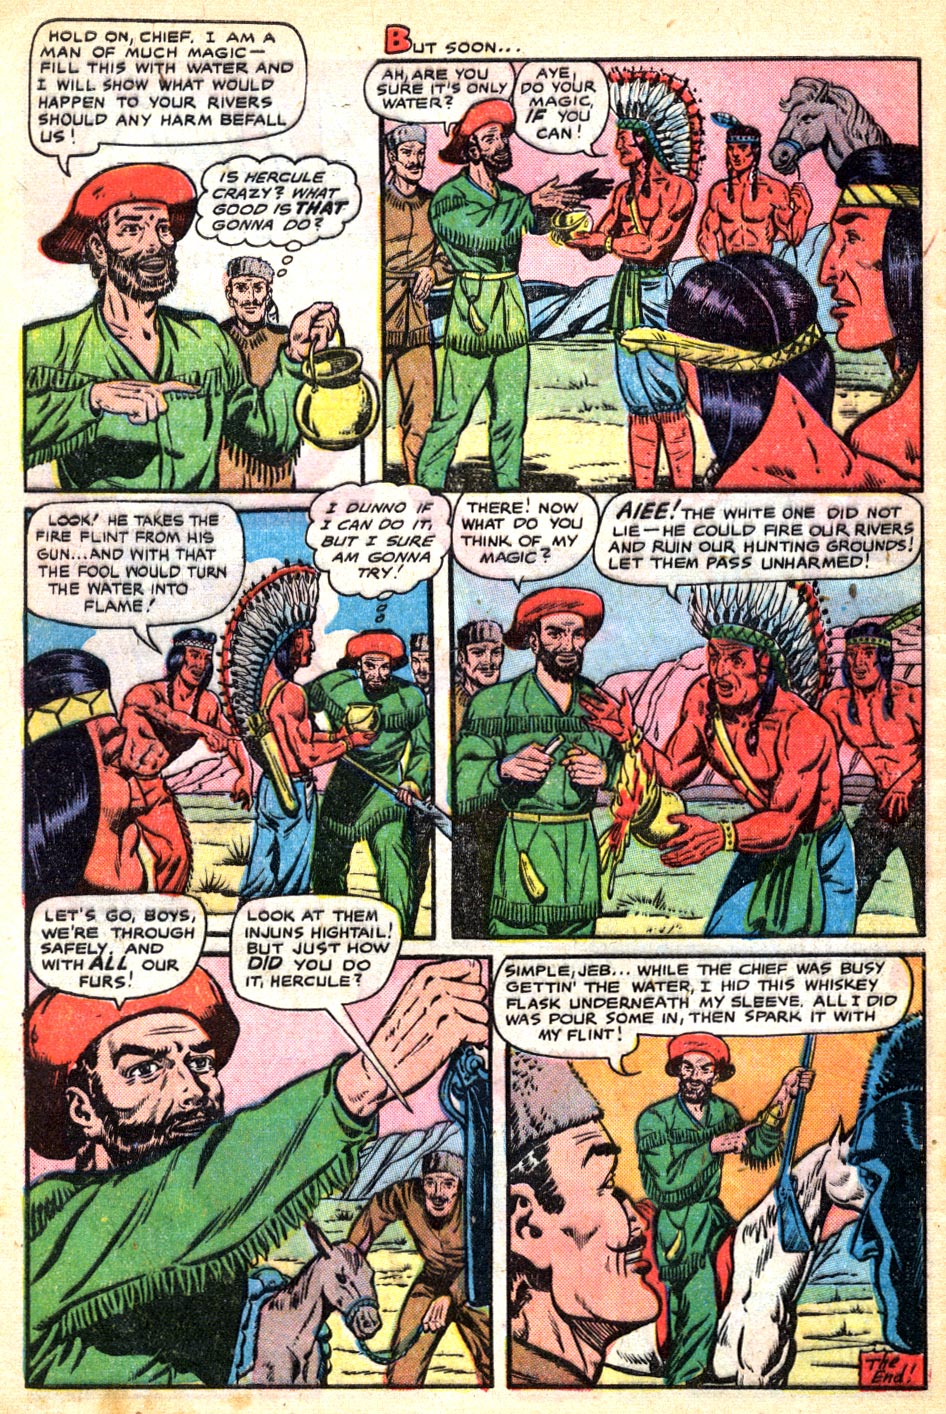 HOLD ON, CHIEF. I AM A
MAN OF MUCH MAGIC—
FILL THIS WITH WATER AND
I WILL SHOW WHAT WOULD
HAPPEN TO YOUR RIVERS
SHOULD ANY HARM BEFALL
US!
IS HERCULE
CRAZY? WHAT
GOOD IS THAT
GONNA DO?
BUT SOON...
AH, ARE YOU
SURE IT'S ONLY
WATER?
AYE,
DO YOUR
MAGIC,
IF YOU
CAN!
LOOK! HE TAKES THE
FIRE FLINT FROM HIS
GUN...AND WITH THAT
THE FOOL WOULD TURN
THE WATER INTO
FLAME!
I DUNNO IF
I CAN DO IT,
BUT I SURE
AM GONNA
TRY!
THERE! NOW
WHAT DO YOU
THINK OF MY
MAGIC?
AIEE! THE WHITE ONE DID NOT
LIE—HE COULD FIRE OUR RIVERS
AND RUIN OUR HUNTING GROUNDS!
LET THEM PASS UNHARMED!
LET'S GO, BOYS,
WE'RE THROUGH
SAFELY, AND
WITH ALL OUR
FURS!
LOOK AT THEM
INJUNS HIGHTAIL!
BUT JUST HOW
DID YOU DO
IT, HERCULE?
SIMPLE, JEB... WHILE THE CHIEF WAS BUSY
GETTIN' THE WATER, I HID THIS WHISKEY
FLASK UNDERNEATH MY SLEEVE. ALL I DID
WAS POUR SOME IN, THEN SPARK IT WITH
MY FLINT!
The
End!